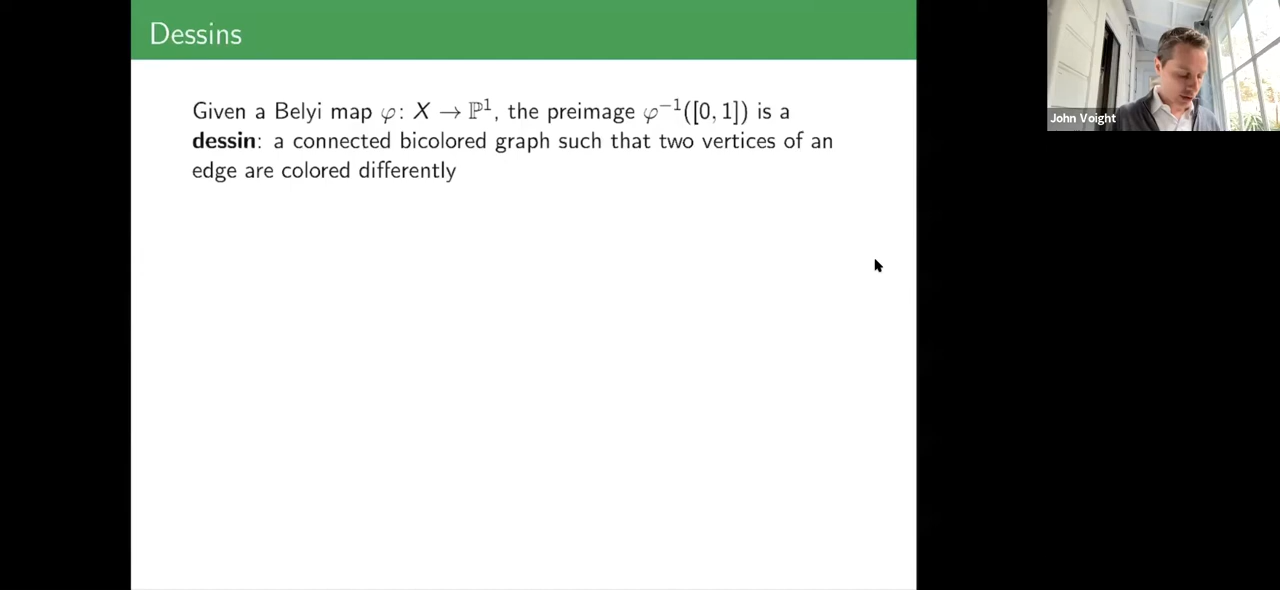 Dessins
Given a Belyi map φ: X → ℙ¹, the preimage φ⁻¹([0, 1]) is a
dessin: a connected bicolored graph such that two vertices of an
edge are colored differently
John Voight